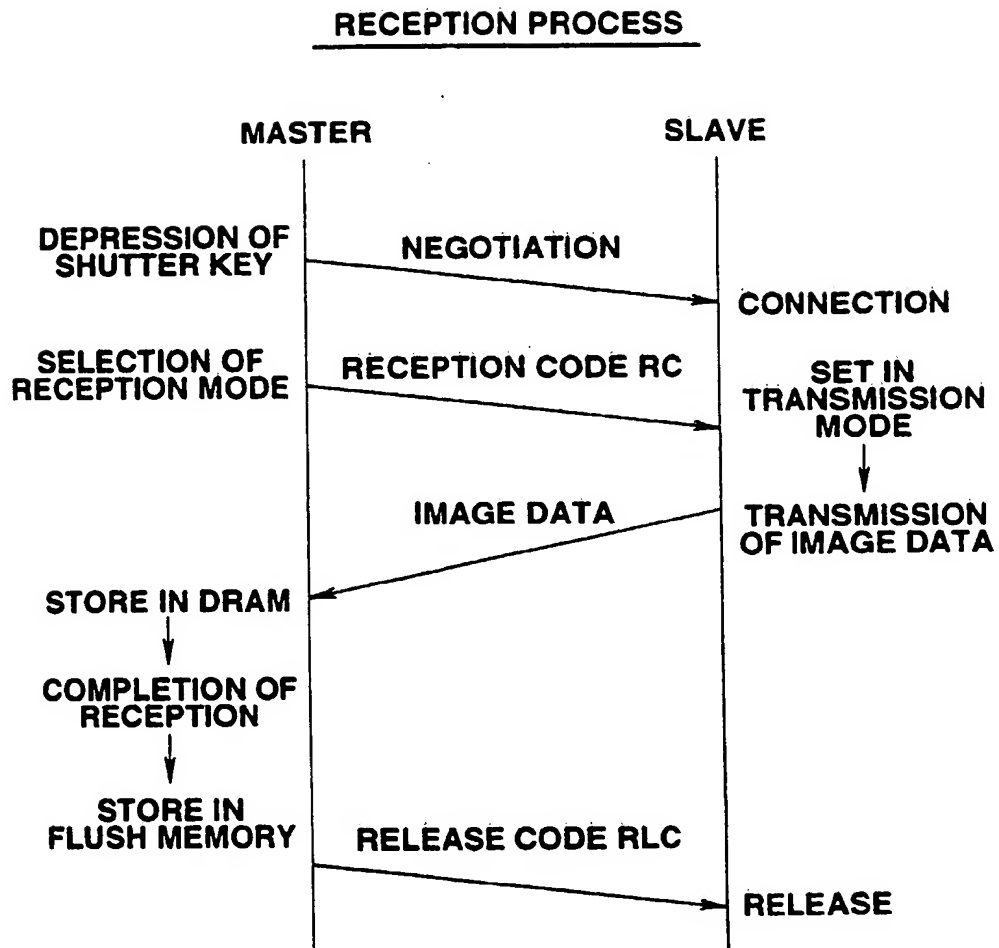 RECEPTION PROCESS
MASTER
SLAVE
DEPRESSION OF
SHUTTER KEY
NEGOTIATION
CONNECTION
SELECTION OF
RECEPTION MODE
RECEPTION CODE RC
SET IN
TRANSMISSION
MODE
IMAGE DATA
TRANSMISSION
OF IMAGE DATA
STORE IN DRAM
COMPLETION OF
RECEPTION
STORE IN
FLUSH MEMORY
RELEASE CODE RLC
RELEASE